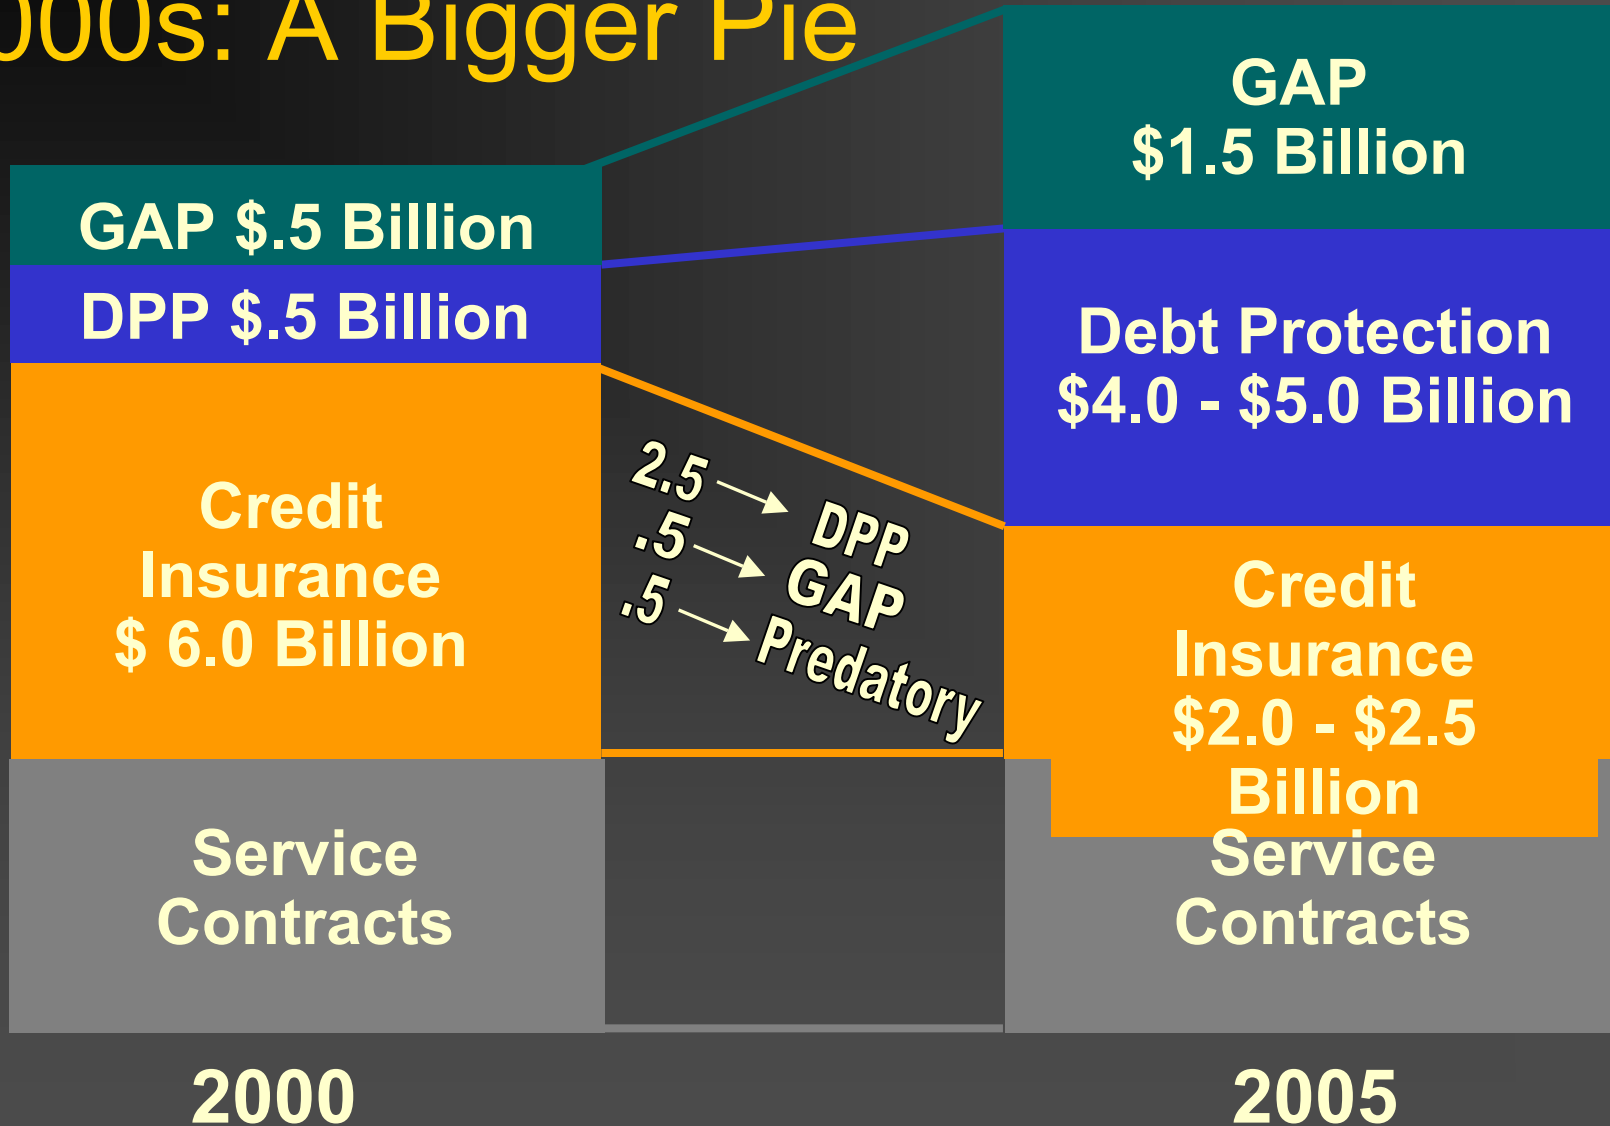 000s: A Bigger Pie
GAP $.5 Billion
DPP $.5 Billion
Credit
Insurance
$ 6.0 Billion
Service
Contracts
2000
2.5 DPP
.5 GAP
.5 Predatory
GAP
$1.5 Billion
Debt Protection
$4.0 - $5.0 Billion
Credit
Insurance
$2.0 - $2.5
Billion
Service
Contracts
2005